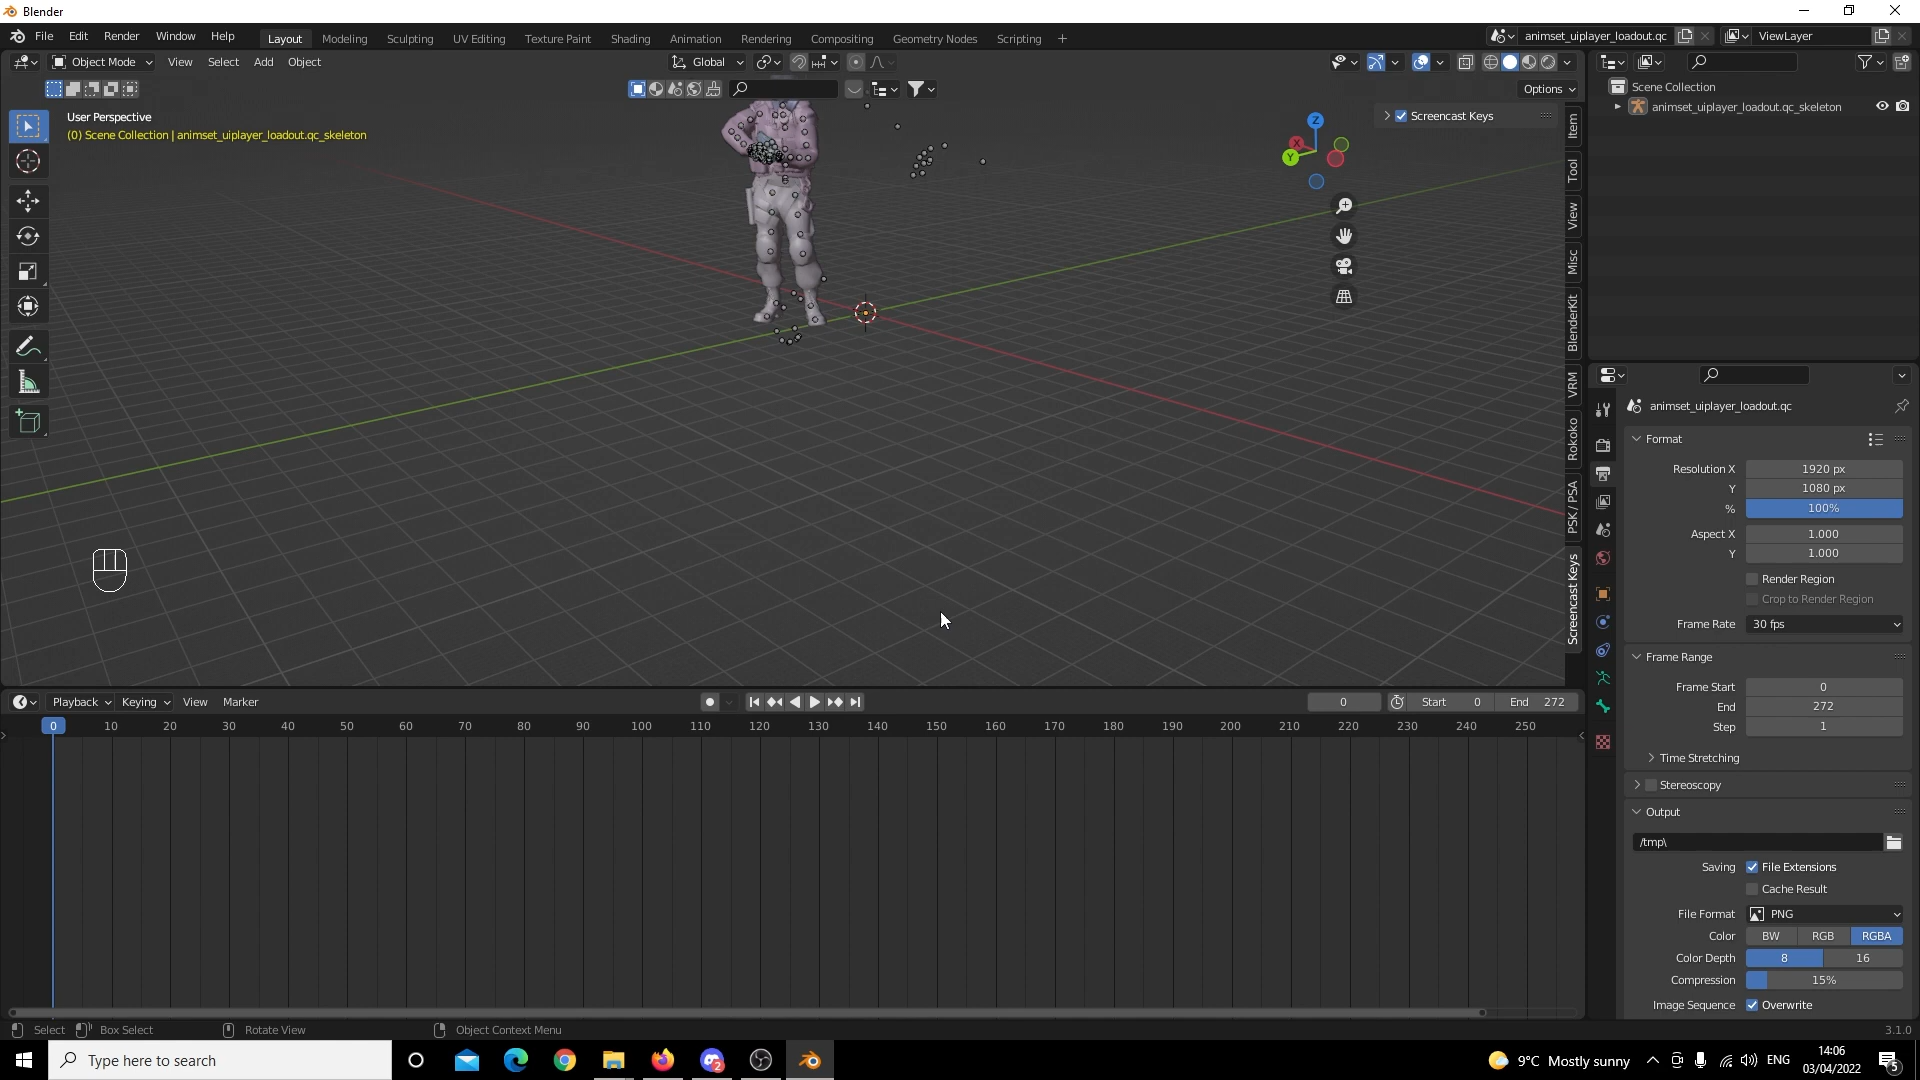 Blender
File Edit Render Window Help
Layout Modeling Sculpting UV Editing Texture Paint Shading Animation Rendering Compositing Geometry Nodes Scripting +
animset_uiplayer_loadout.qc
ViewLayer
Object Mode View Select Add Object
Global
Options
User Perspective
(0) Scene Collection | animset_uiplayer_loadout.qc_skeleton
Screencast Keys
Z
X
Y
Item
Tool
View
Misc
BlenderKit
VRM
Rokoko
PSK / PSA
Screencast Keys
Scene Collection
animset_uiplayer_loadout.qc_skeleton
animset_uiplayer_loadout.qc
Format
Resolution X 1920 px
Y 1080 px
% 100%
Aspect X 1.000
Y 1.000
Render Region
Crop to Render Region
Frame Rate 30 fps
Frame Range
Frame Start 0
End 272
Step 1
Time Stretching
Stereoscopy
Output
/tmp\
Saving File Extensions
Cache Result
File Format PNG
Color BW RGB RGBA
Color Depth 8 16
Compression 15%
Image Sequence Overwrite
Playback Keying View Marker
0 Start 0 End 272
0 10 20 30 40 50 60 70 80 90 100 110 120 130 140 150 160 170 180 190 200 210 220 230 240 250
Select Box Select Rotate View Object Context Menu
3.1.0
Type here to search
2
9°C Mostly sunny
ENG
14:06
03/04/2022
5